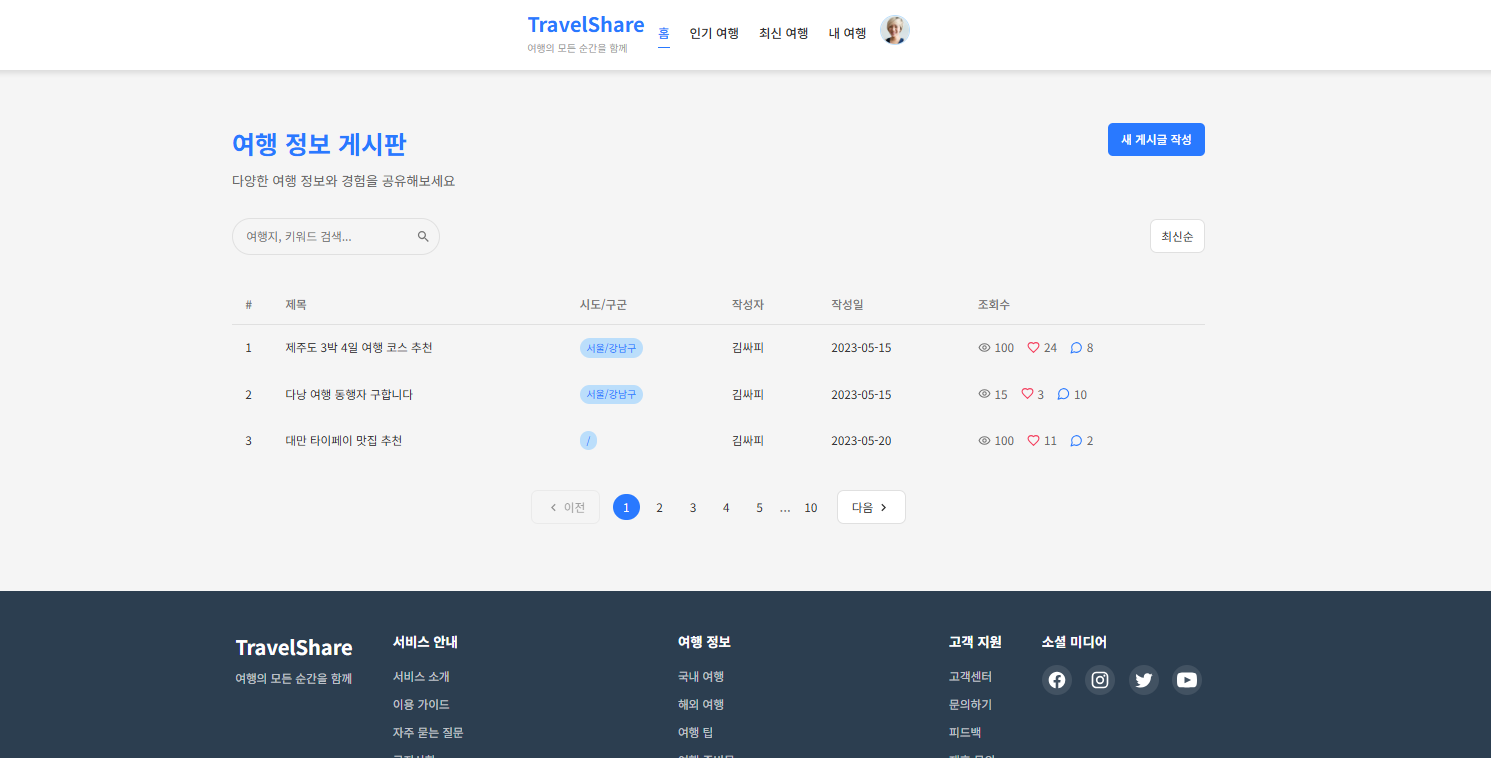 TravelShare
여행의 모든 순간을 함께
홈 인기 여행 최신 여행 내 여행
여행 정보 게시판
새 게시글 작성
다양한 여행 정보와 경험을 공유해보세요
여행지, 키워드 검색...
최신순
# 제목 시도/구군 작성자 작성일 조회수
1 제주도 3박 4일 여행 코스 추천 서울/강남구 김싸피 2023-05-15 100 24 8
2 다낭 여행 동행자 구합니다 서울/강남구 김싸피 2023-05-15 15 3 10
3 대만 타이페이 맛집 추천 / 김싸피 2023-05-20 100 11 2
이전 1 2 3 4 5 ... 10 다음
TravelShare
여행의 모든 순간을 함께
서비스 안내
서비스 소개
이용 가이드
자주 묻는 질문
여행 정보
국내 여행
해외 여행
여행 팁
고객 지원
고객센터
문의하기
피드백
소셜 미디어